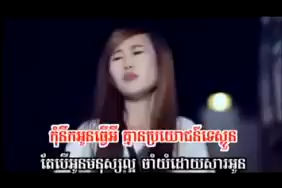 កុំនឹកអូនធ្វើអី គ្មានប្រយោជន៍ទេស្ងួន
តែបើអូនមនុស្សល្អ ចាំយំដោយសារអូន